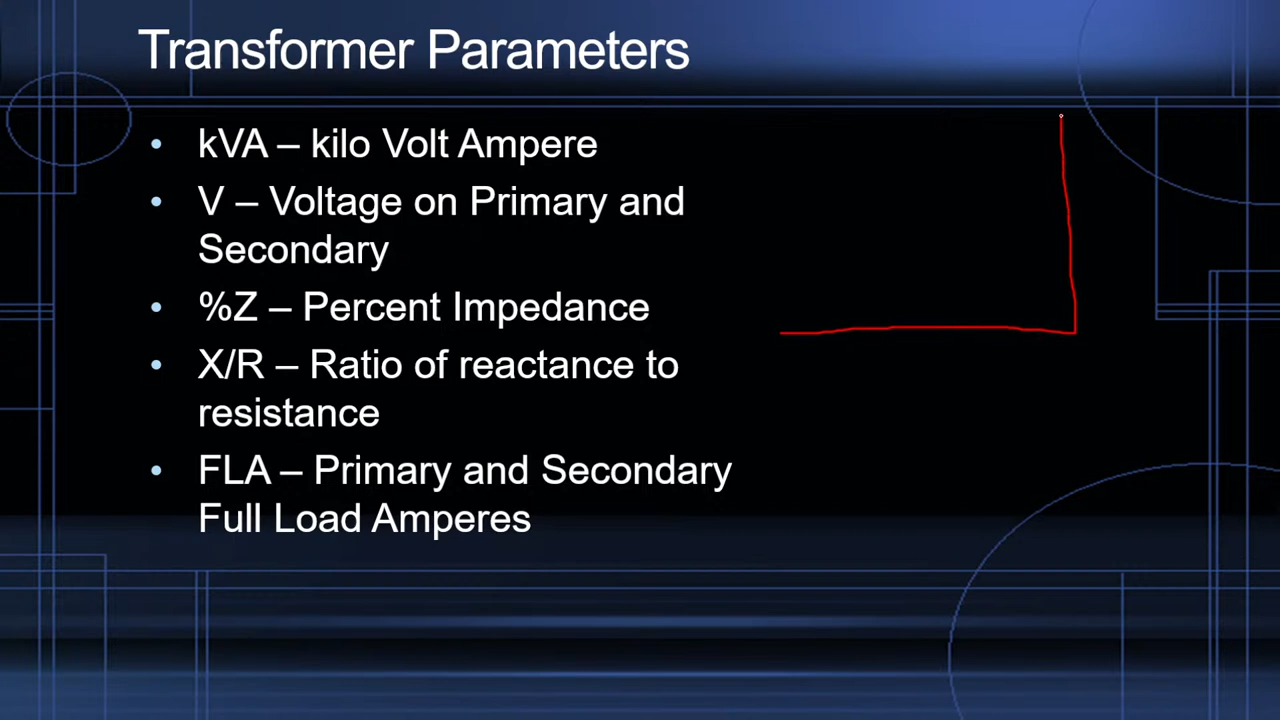 Transformer Parameters
• kVA – kilo Volt Ampere
• V – Voltage on Primary and
Secondary
• %Z – Percent Impedance
• X/R – Ratio of reactance to
resistance
• FLA – Primary and Secondary
Full Load Amperes